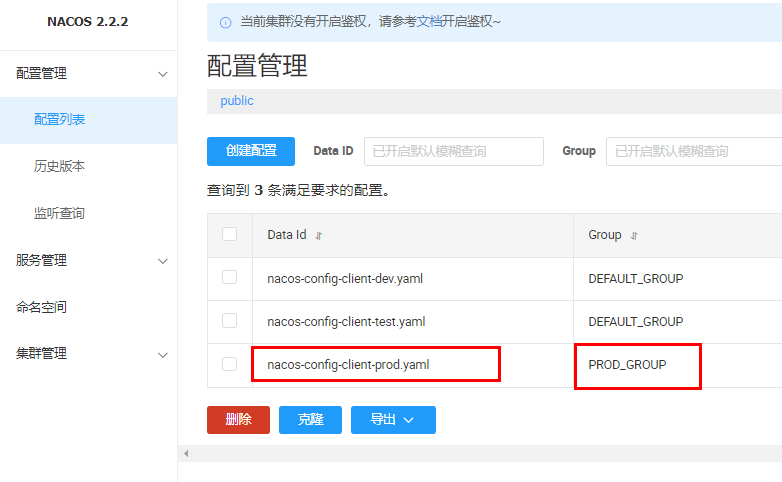 NACOS 2.2.2
配置管理
配置列表
历史版本
监听查询
服务管理
命名空间
集群管理
当前集群没有开启鉴权，请参考文档开启鉴权~
配置管理
public
创建配置 Data ID 已开启默认模糊查询 Group 已开启默认模糊查询
查询到 3 条满足要求的配置。
Data Id Group
nacos-config-client-dev.yaml DEFAULT_GROUP
nacos-config-client-test.yaml DEFAULT_GROUP
nacos-config-client-prod.yaml PROD_GROUP
删除 克隆 导出